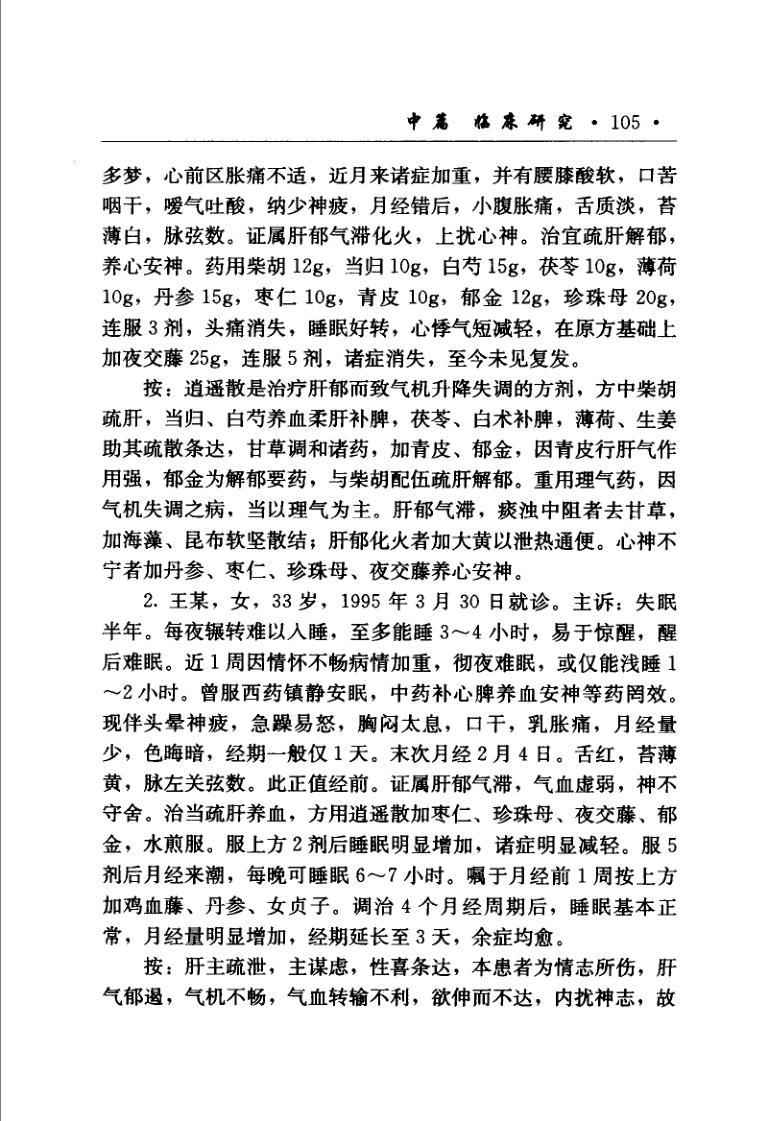 中篇 临床研究 · 105 ·
多梦，心前区胀痛不适，近月来诸症加重，并有腰膝酸软，口苦
咽干，嗳气吐酸，纳少神疲，月经错后，小腹胀痛，舌质淡，苔
薄白，脉弦数。证属肝郁气滞化火，上扰心神。治宜疏肝解郁，
养心安神。药用柴胡 12g，当归 10g，白芍 15g，茯苓 10g，薄荷
10g，丹参 15g，枣仁 10g，青皮 10g，郁金 12g，珍珠母 20g，
连服 3 剂，头痛消失，睡眠好转，心悸气短减轻，在原方基础上
加夜交藤 25g，连服 5 剂，诸症消失，至今未见复发。
按：逍遥散是治疗肝郁而致气机升降失调的方剂，方中柴胡
疏肝，当归、白芍养血柔肝补脾，茯苓、白术补脾，薄荷、生姜
助其疏散条达，甘草调和诸药，加青皮、郁金，因青皮行肝气作
用强，郁金为解郁要药，与柴胡配伍疏肝解郁。重用理气药，因
气机失调之病，当以理气为主。肝郁气滞，痰浊中阻者去甘草，
加海藻、昆布软坚散结；肝郁化火者加大黄以泄热通便。心神不
宁者加丹参、枣仁、珍珠母、夜交藤养心安神。
2. 王某，女，33 岁，1995 年 3 月 30 日就诊。主诉：失眠
半年。每夜辗转难以入睡，至多能睡 3～4 小时，易于惊醒，醒
后难眠。近 1 周因情怀不畅病情加重，彻夜难眠，或仅能浅睡 1
～2 小时。曾服西药镇静安眠，中药补心脾养血安神等药罔效。
现伴头晕神疲，急躁易怒，胸闷太息，口干，乳胀痛，月经量
少，色晦暗，经期一般仅 1 天。末次月经 2 月 4 日。舌红，苔薄
黄，脉左关弦数。此正值经前。证属肝郁气滞，气血虚弱，神不
守舍。治当疏肝养血，方用逍遥散加枣仁、珍珠母、夜交藤、郁
金，水煎服。服上方 2 剂后睡眠明显增加，诸症明显减轻。服 5
剂后月经来潮，每晚可睡眠 6～7 小时。嘱于月经前 1 周按上方
加鸡血藤、丹参、女贞子。调治 4 个月经周期后，睡眠基本正
常，月经量明显增加，经期延长至 3 天，余症均愈。
按：肝主疏泄，主谋虑，性喜条达，本患者为情志所伤，肝
气郁遏，气机不畅，气血转输不利，欲伸而不达，内扰神志，故